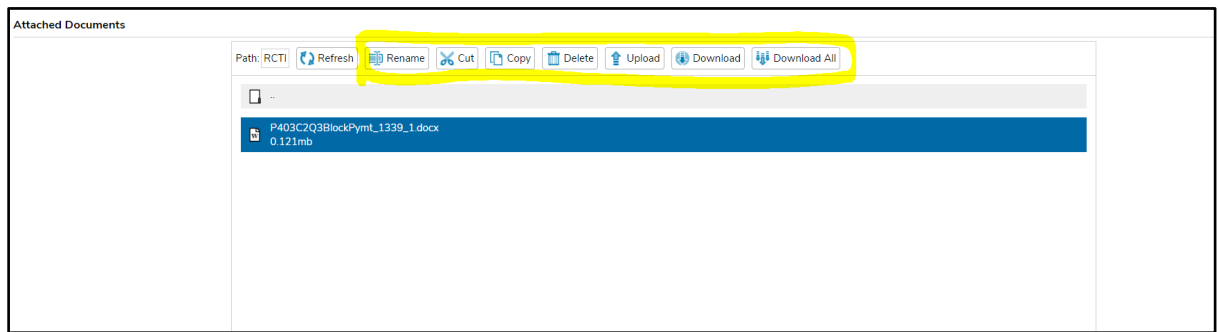 Attached Documents
Path: RCTI Refresh Rename Cut Copy Delete Upload Download Download All
..
P403C2Q3BlockPymt_1339_1.docx
0.121mb